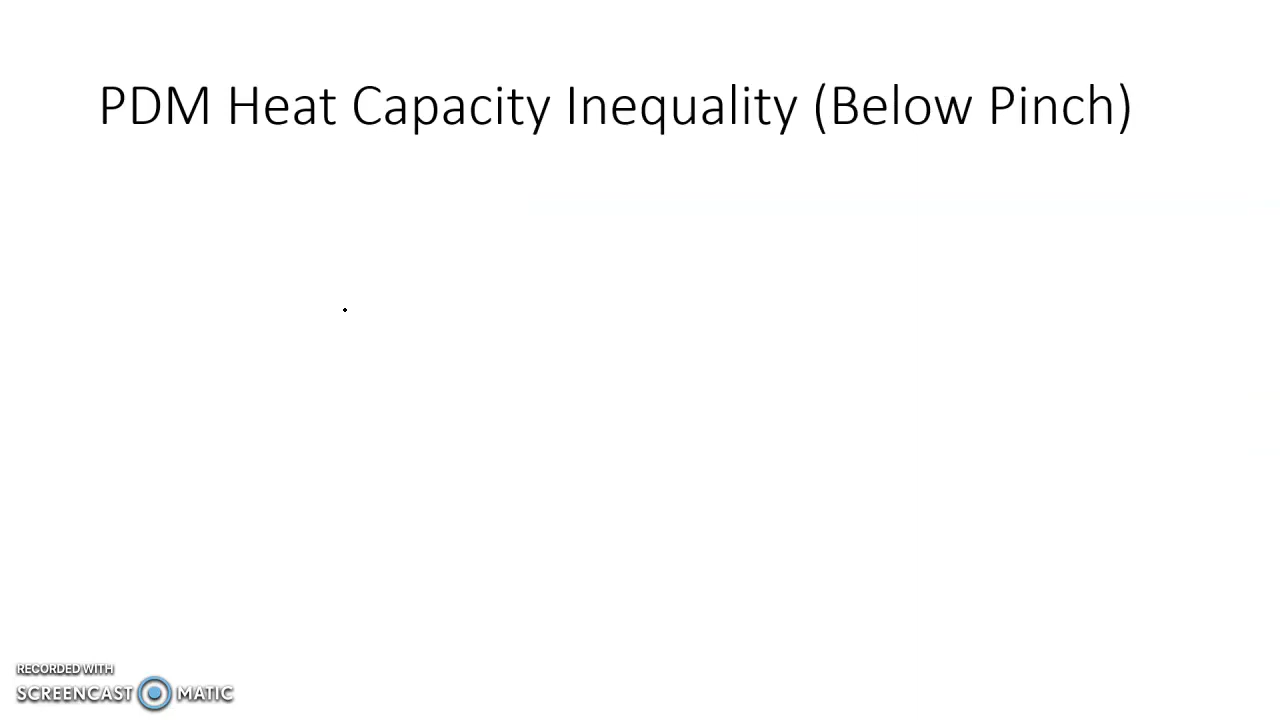 PDM Heat Capacity Inequality (Below Pinch)
RECORDED WITH
SCREENCAST MATIC